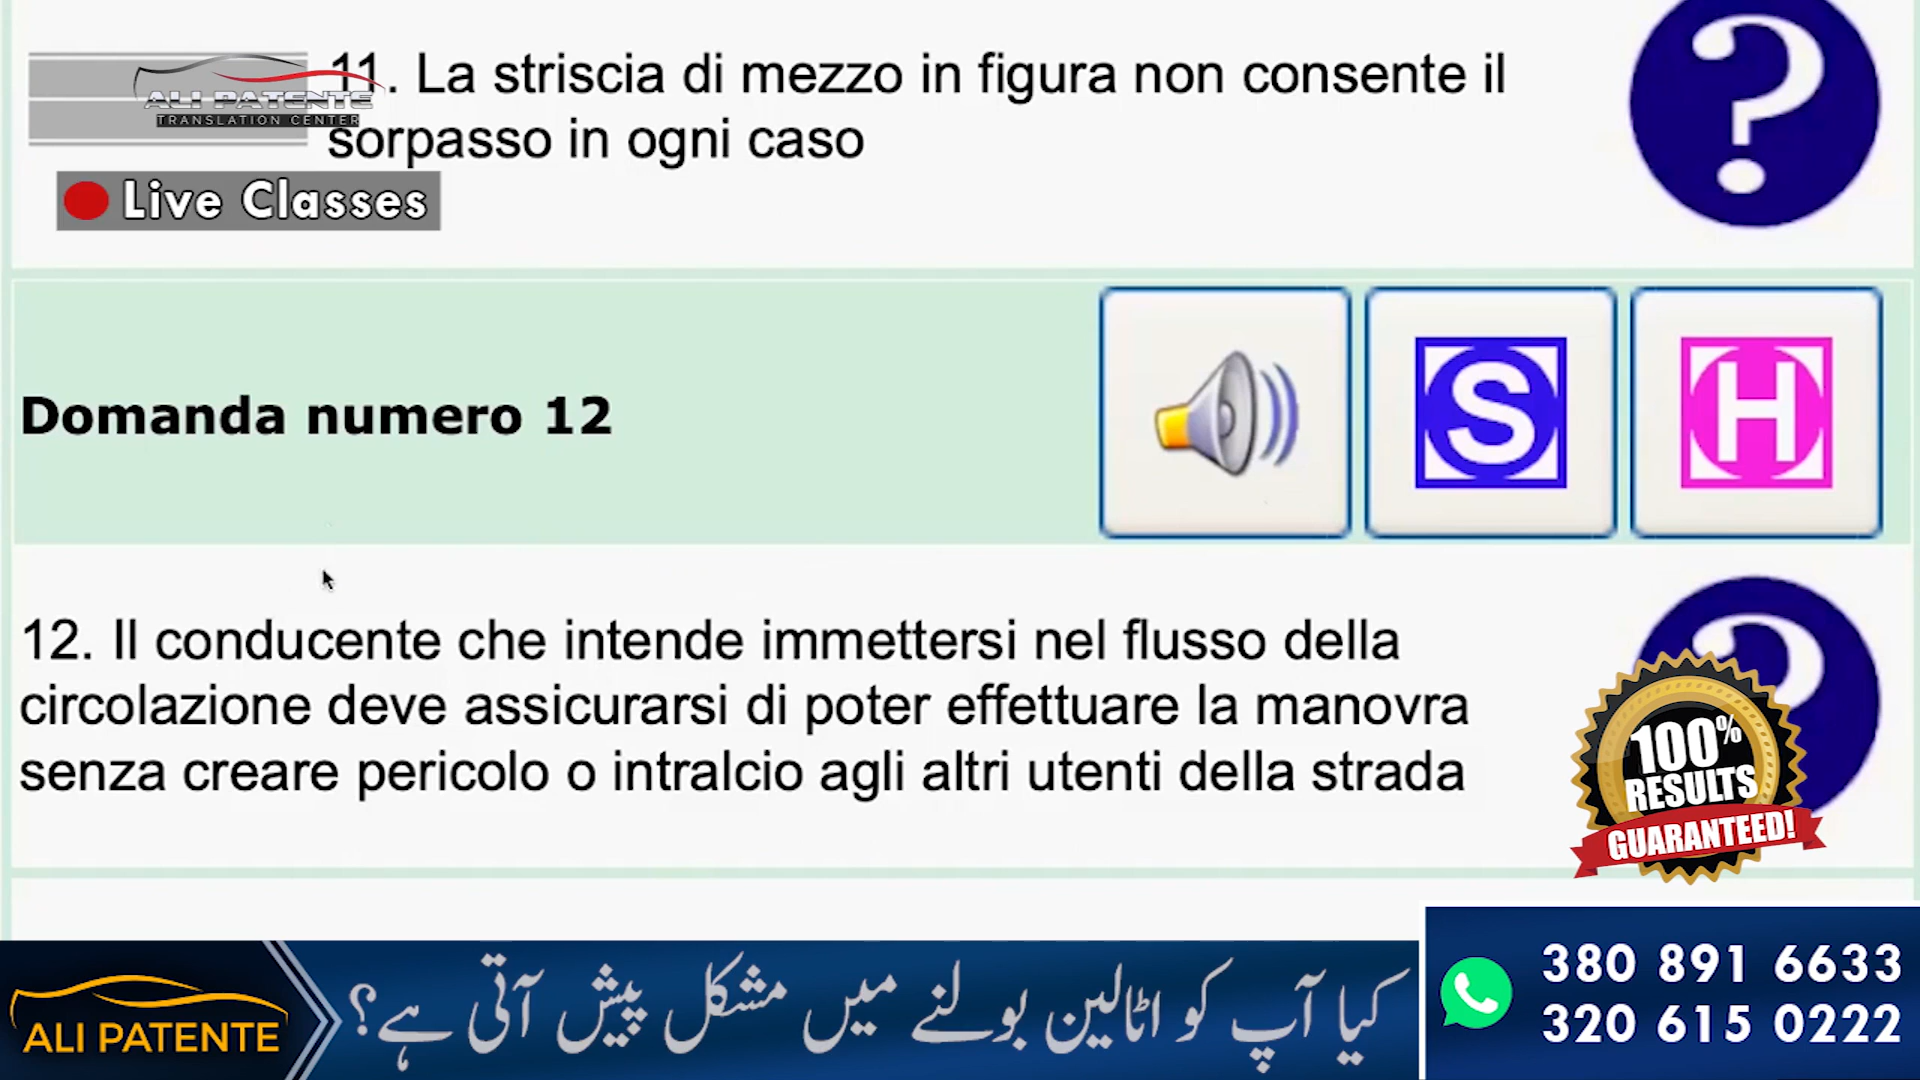 11. La striscia di mezzo in figura non consente il
sorpasso in ogni caso
ALI PATENTE
TRANSLATION CENTER
Live Classes
Domanda numero 12
S
H
12. Il conducente che intende immettersi nel flusso della
circolazione deve assicurarsi di poter effettuare la manovra
senza creare pericolo o intralcio agli altri utenti della strada
100%
RESULTS
GUARANTEED!
ALI PATENTE
کیا آپ کو اٹالین بولنے میں مشکل پیش آتی ہے؟
380 891 6633
320 615 0222